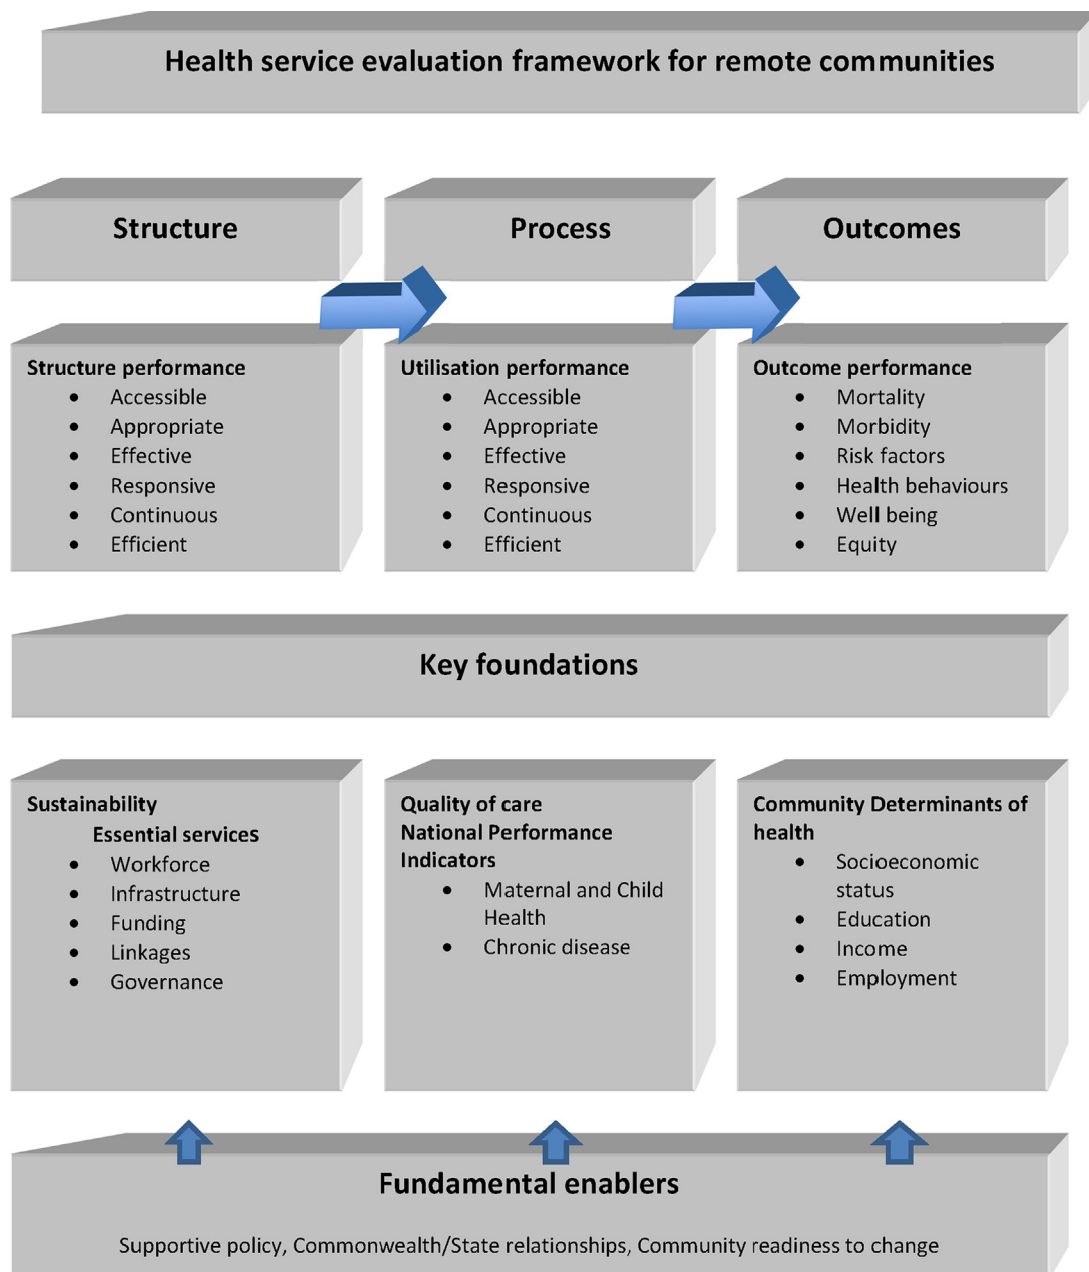 Health service evaluation framework for remote communities
Structure
Process
Outcomes
Structure performance
• Accessible
• Appropriate
• Effective
• Responsive
• Continuous
• Efficient
Utilisation performance
• Accessible
• Appropriate
• Effective
• Responsive
• Continuous
• Efficient
Outcome performance
• Mortality
• Morbidity
• Risk factors
• Health behaviours
• Well being
• Equity
Key foundations
Sustainability
Essential services
• Workforce
• Infrastructure
• Funding
• Linkages
• Governance
Quality of care
National Performance
Indicators
• Maternal and Child
Health
• Chronic disease
Community Determinants of
health
• Socioeconomic
status
• Education
• Income
• Employment
Fundamental enablers
Supportive policy, Commonwealth/State relationships, Community readiness to change